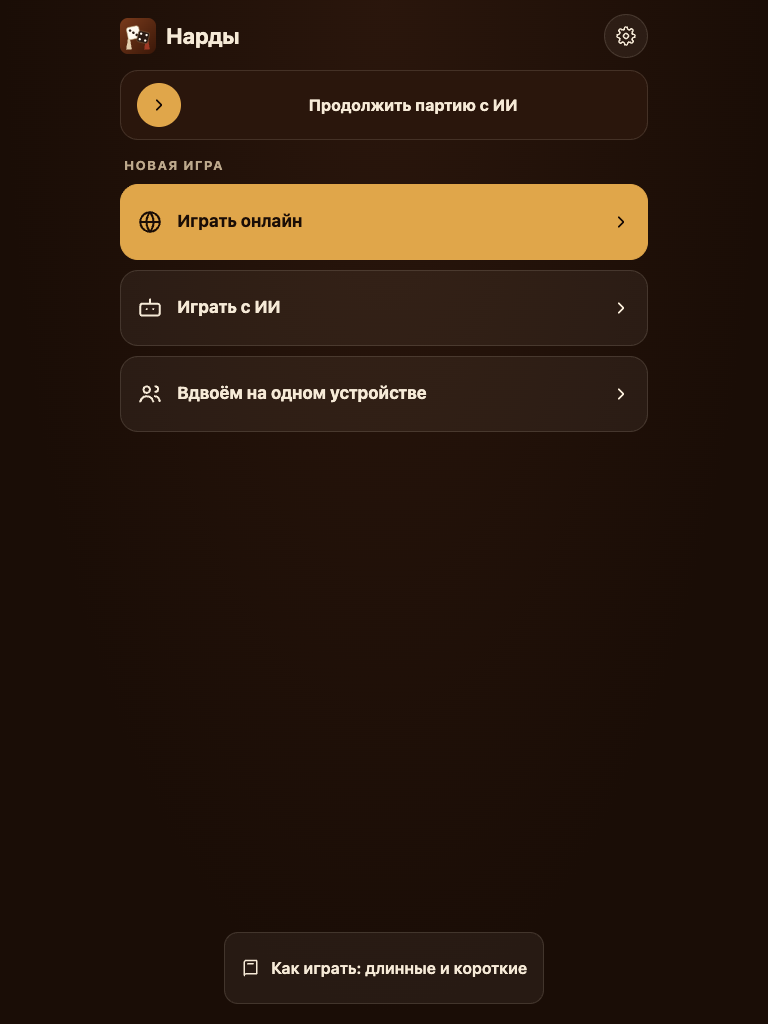 Нарды
Продолжить партию с ИИ
НОВАЯ ИГРА
Играть онлайн
Играть с ИИ
Вдвоём на одном устройстве
Как играть: длинные и короткие